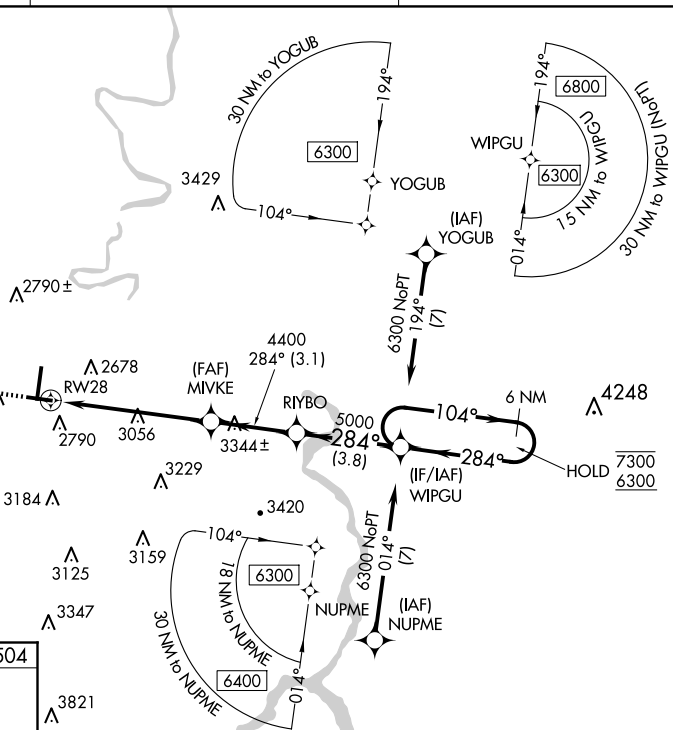 30 NM to YOGUB
194°
6300
YOGUB
104°
3429
194°
6800
WIPGU
6300
15 NM to WIPGU
30 NM to WIPGU (NoPT)
014°
(IAF)
YOGUB
6300 NoPT
194°
(7)
2790±
4400
284° (3.1)
2678
(FAF)
MIVKE
RW28
RIYBO
6 NM
4248
5000
104°
284°
(3.8)
284°
2790
3056
3344±
(IF/IAF)
WIPGU
HOLD
7300
6300
3229
3184
3420
6300 NoPT
014°
(7)
104°
3159
3125
6300
18 NM to NUPME
NUPME
(IAF)
NUPME
3347
30 NM to NUPME
6400
014°
504
3821